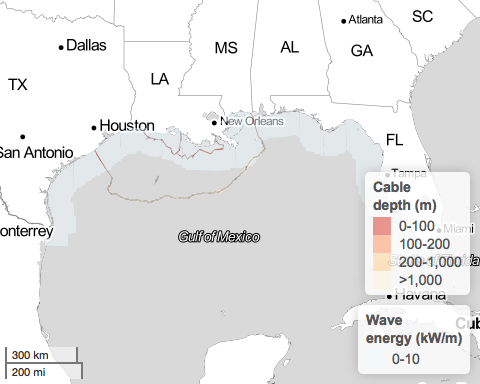 Atlanta
SC
Dallas
MS
AL
GA
TX
LA
Houston
New Orleans
San Antonio
FL
Tampa
Cable
depth (m)
0-100
100-200
200-1,000
>1,000
onterrey
Gulf of Mexico
Miami
Florida
Havana
Cub
Wave
energy (kW/m)
0-10
300 km
200 mi